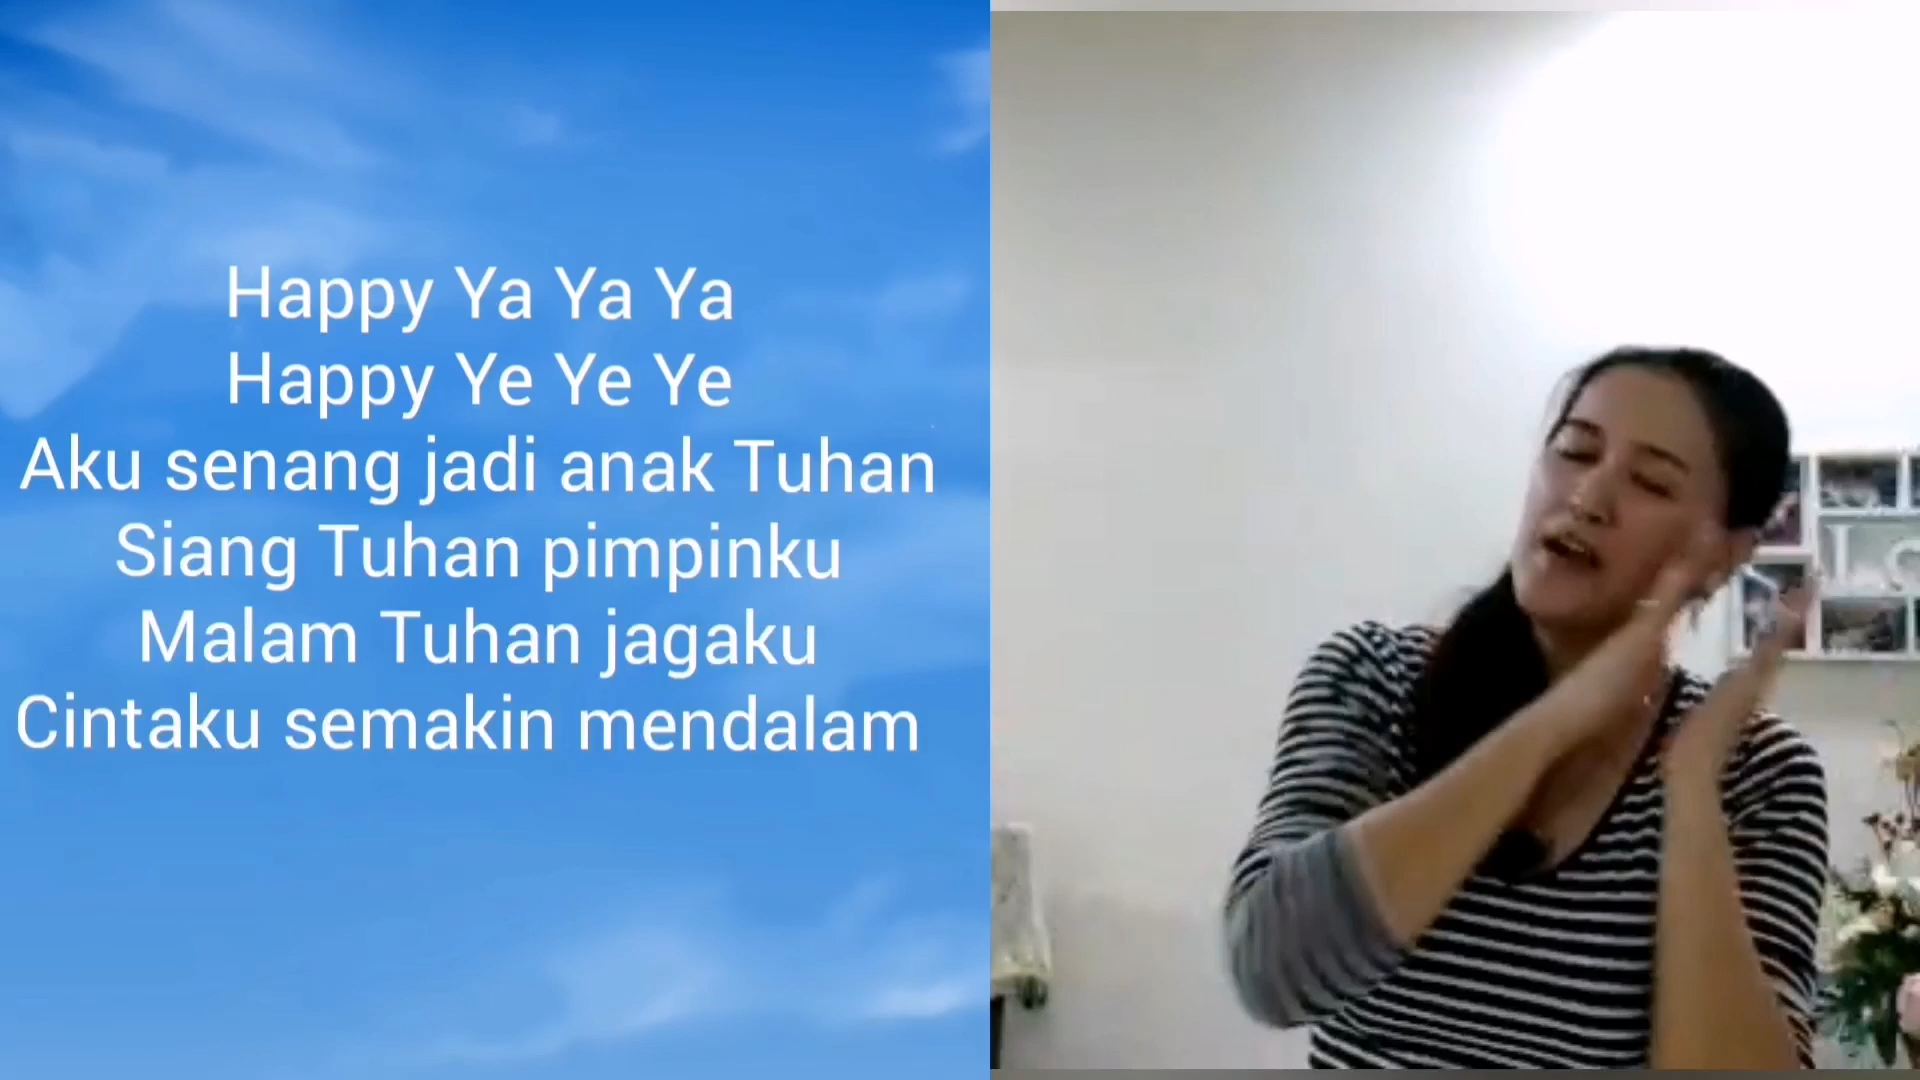 Happy Ya Ya Ya
Happy Ye Ye Ye
Aku senang jadi anak Tuhan
Siang Tuhan pimpinku
Malam Tuhan jagaku
Cintaku semakin mendalam